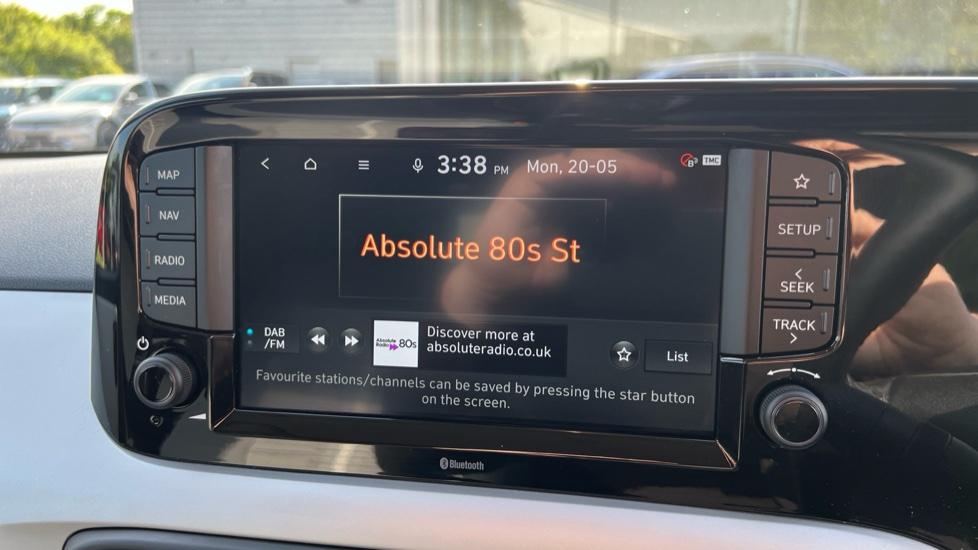 MAP
NAV
RADIO
MEDIA
3:38 PM Mon, 20-05
TMC
Absolute 80s St
DAB
/FM
Absolute
Radio 80s
Discover more at
absoluteradio.co.uk
List
Favourite stations/channels can be saved by pressing the star button
on the screen.
SETUP
SEEK
TRACK
Bluetooth